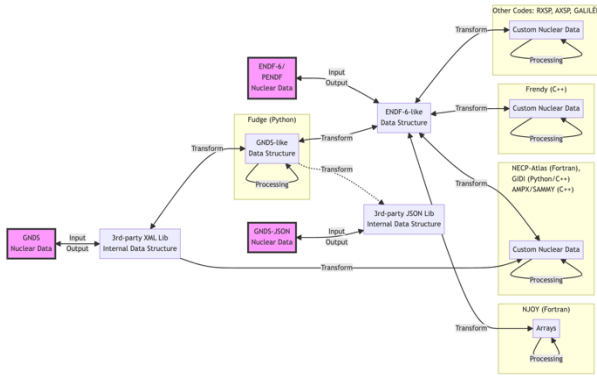 Other Codes: RXSP, AXSP, GALILÉ
Custom Nuclear Data
Processing
Transform
ENDF-6/
PENDF
Nuclear Data
Input
Output
ENDF-6-like
Data Structure
Transform
Frendy (C++)
Custom Nuclear Data
Processing
Fudge (Python)
GNDS-like
Data Structure
Processing
Transform
Transform
Transform
NECP-Atlas (Fortran),
GIDI (Python/C++)
AMPX/SAMMY (C++)
Custom Nuclear Data
Processing
Transform
3rd-party JSON Lib
Internal Data Structure
GNDS-JSON
Nuclear Data
Input
Output
GNDS
Nuclear Data
Input
Output
3rd-party XML Lib
Internal Data Structure
Transform
NJOY (Fortran)
Arrays
Processing
Transform